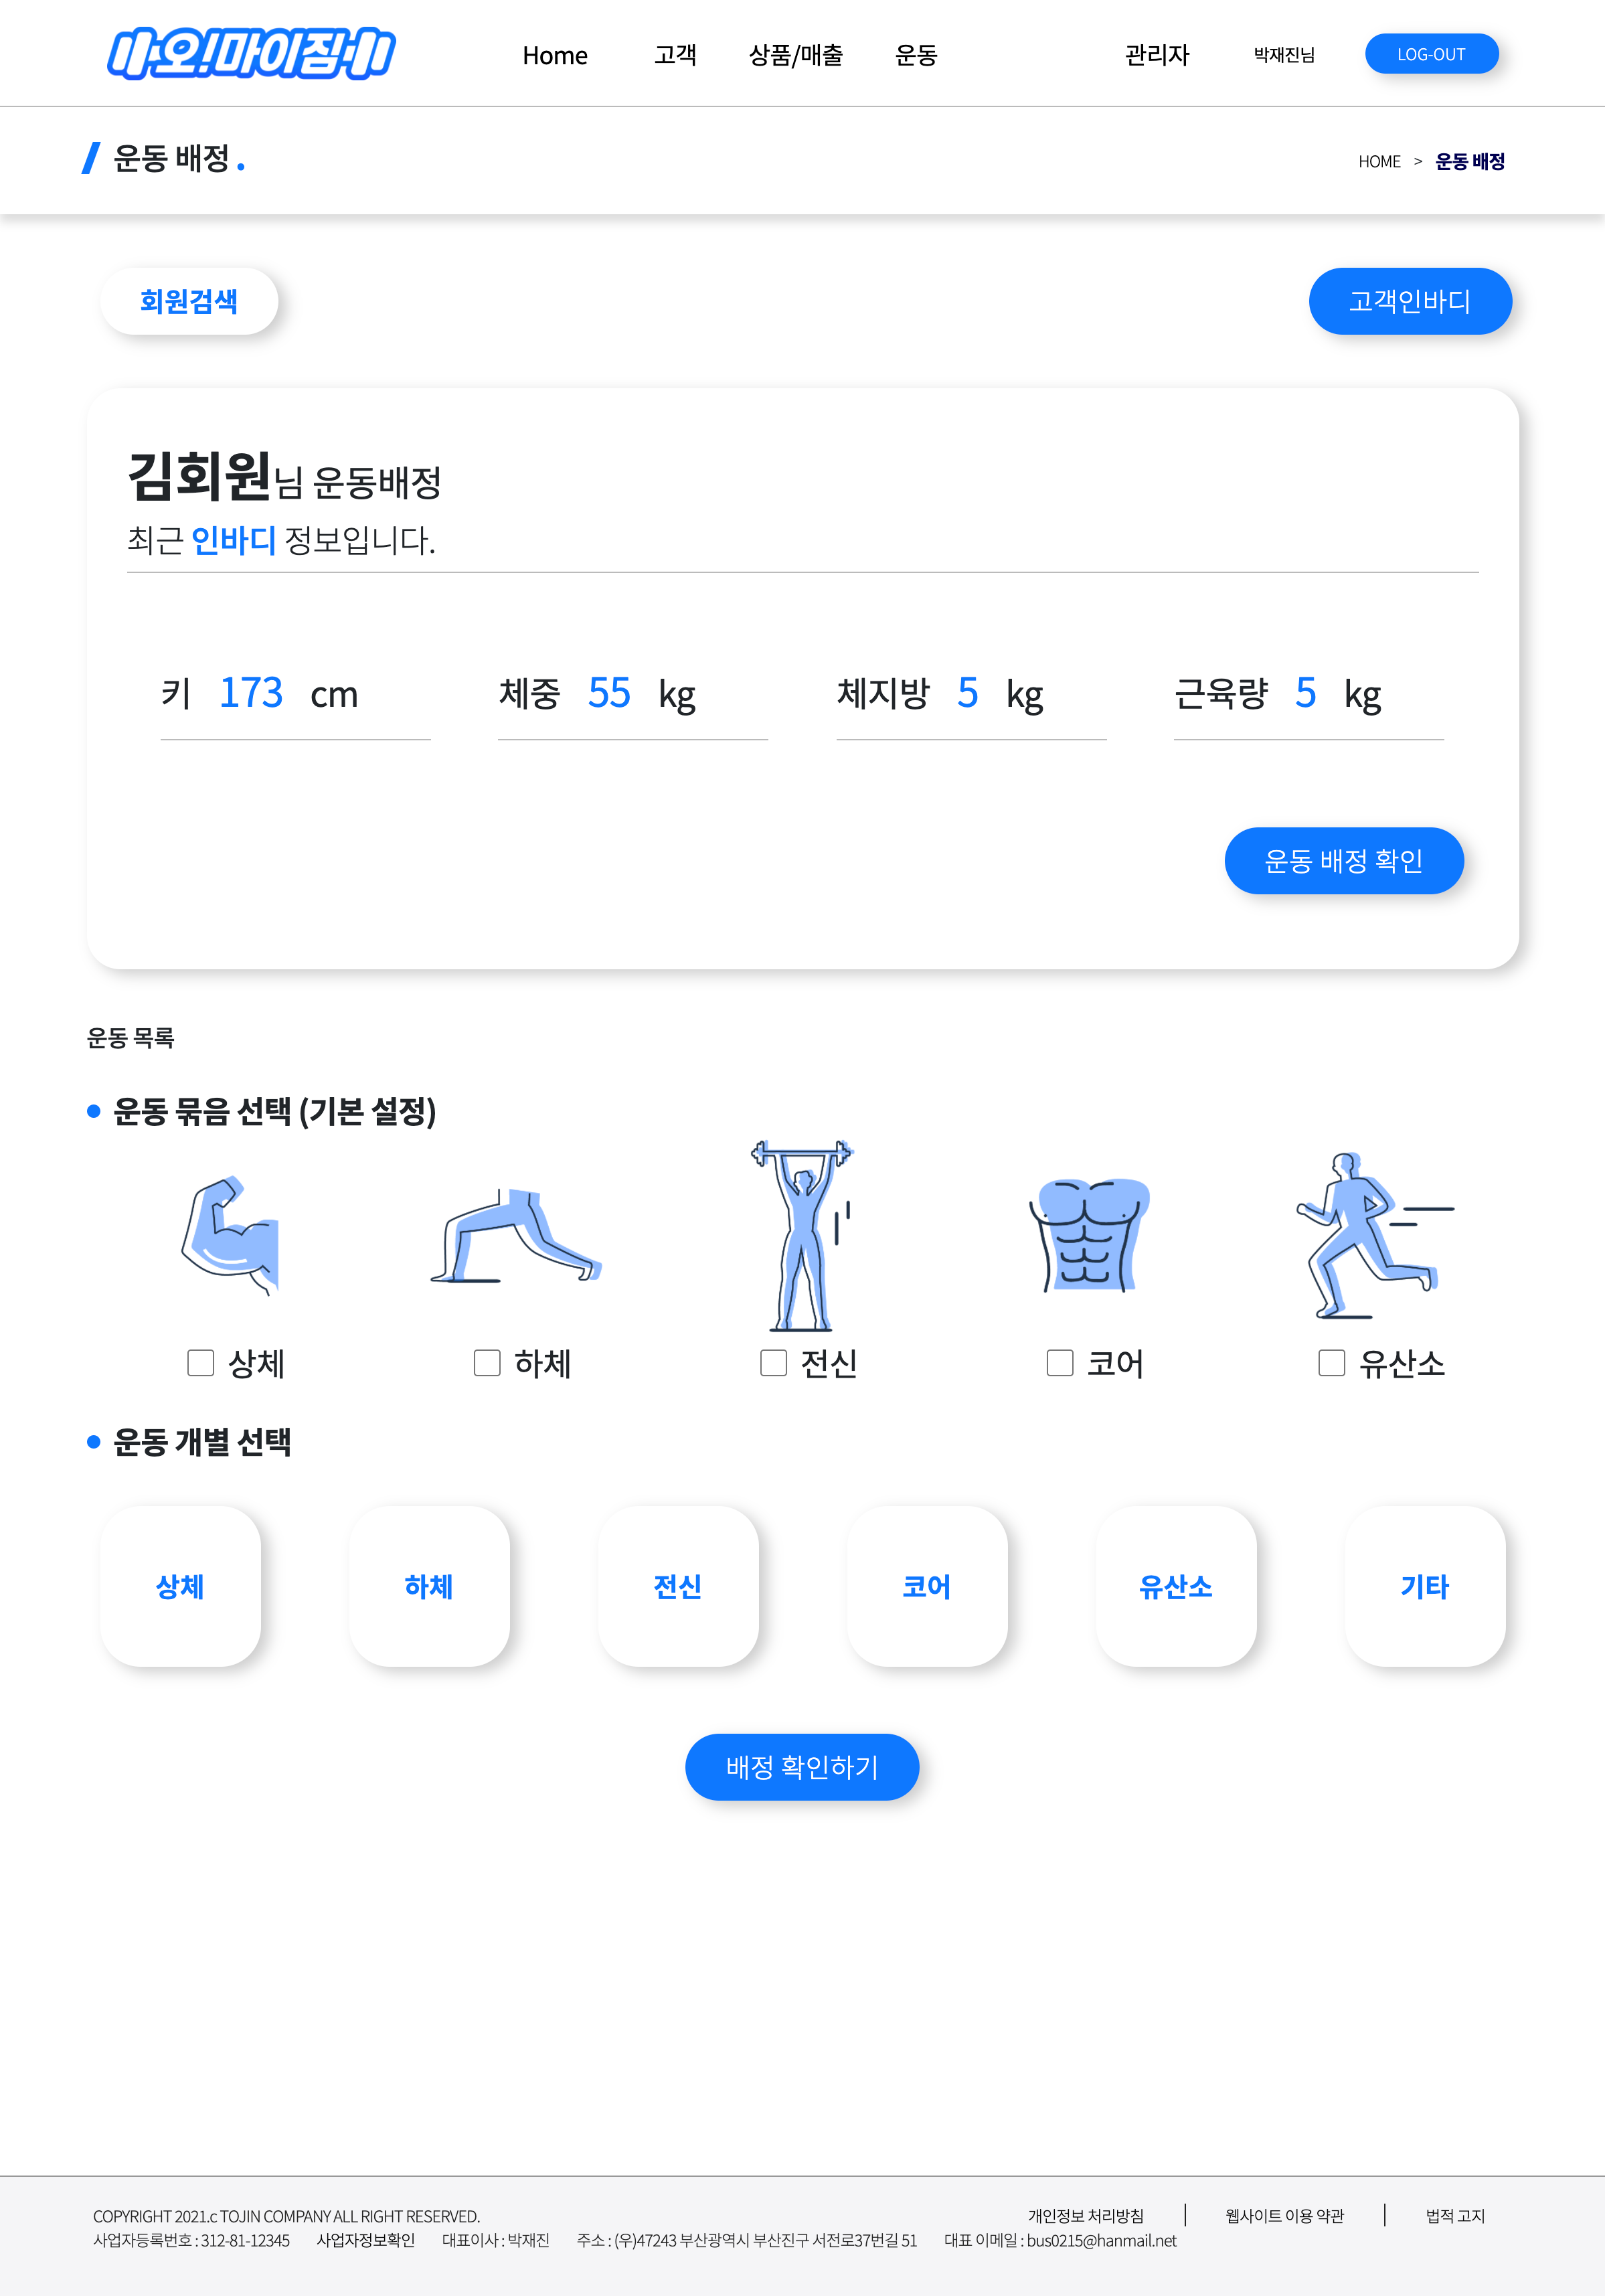 오!마이짐
Home 고객 상품/매출 운동 관리자 박재진님 LOG-OUT
운동 배정.
HOME > 운동 배정
회원검색 고객인바디
김회원님 운동배정
최근 인바디 정보입니다.
키 173 cm 체중 55 kg 체지방 5 kg 근육량 5 kg
운동 배정 확인
운동 목록
운동 묶음 선택 (기본 설정)
상체 하체 전신 코어 유산소
운동 개별 선택
상체 하체 전신 코어 유산소 기타
배정 확인하기
COPYRIGHT 2021.c TOJIN COMPANY ALL RIGHT RESERVED. 개인정보 처리방침 웹사이트 이용 약관 법적 고지
사업자등록번호 : 312-81-12345 사업자정보확인 대표이사 : 박재진 주소 : (우)47243 부산광역시 부산진구 서전로37번길 51 대표 이메일 : bus0215@hanmail.net